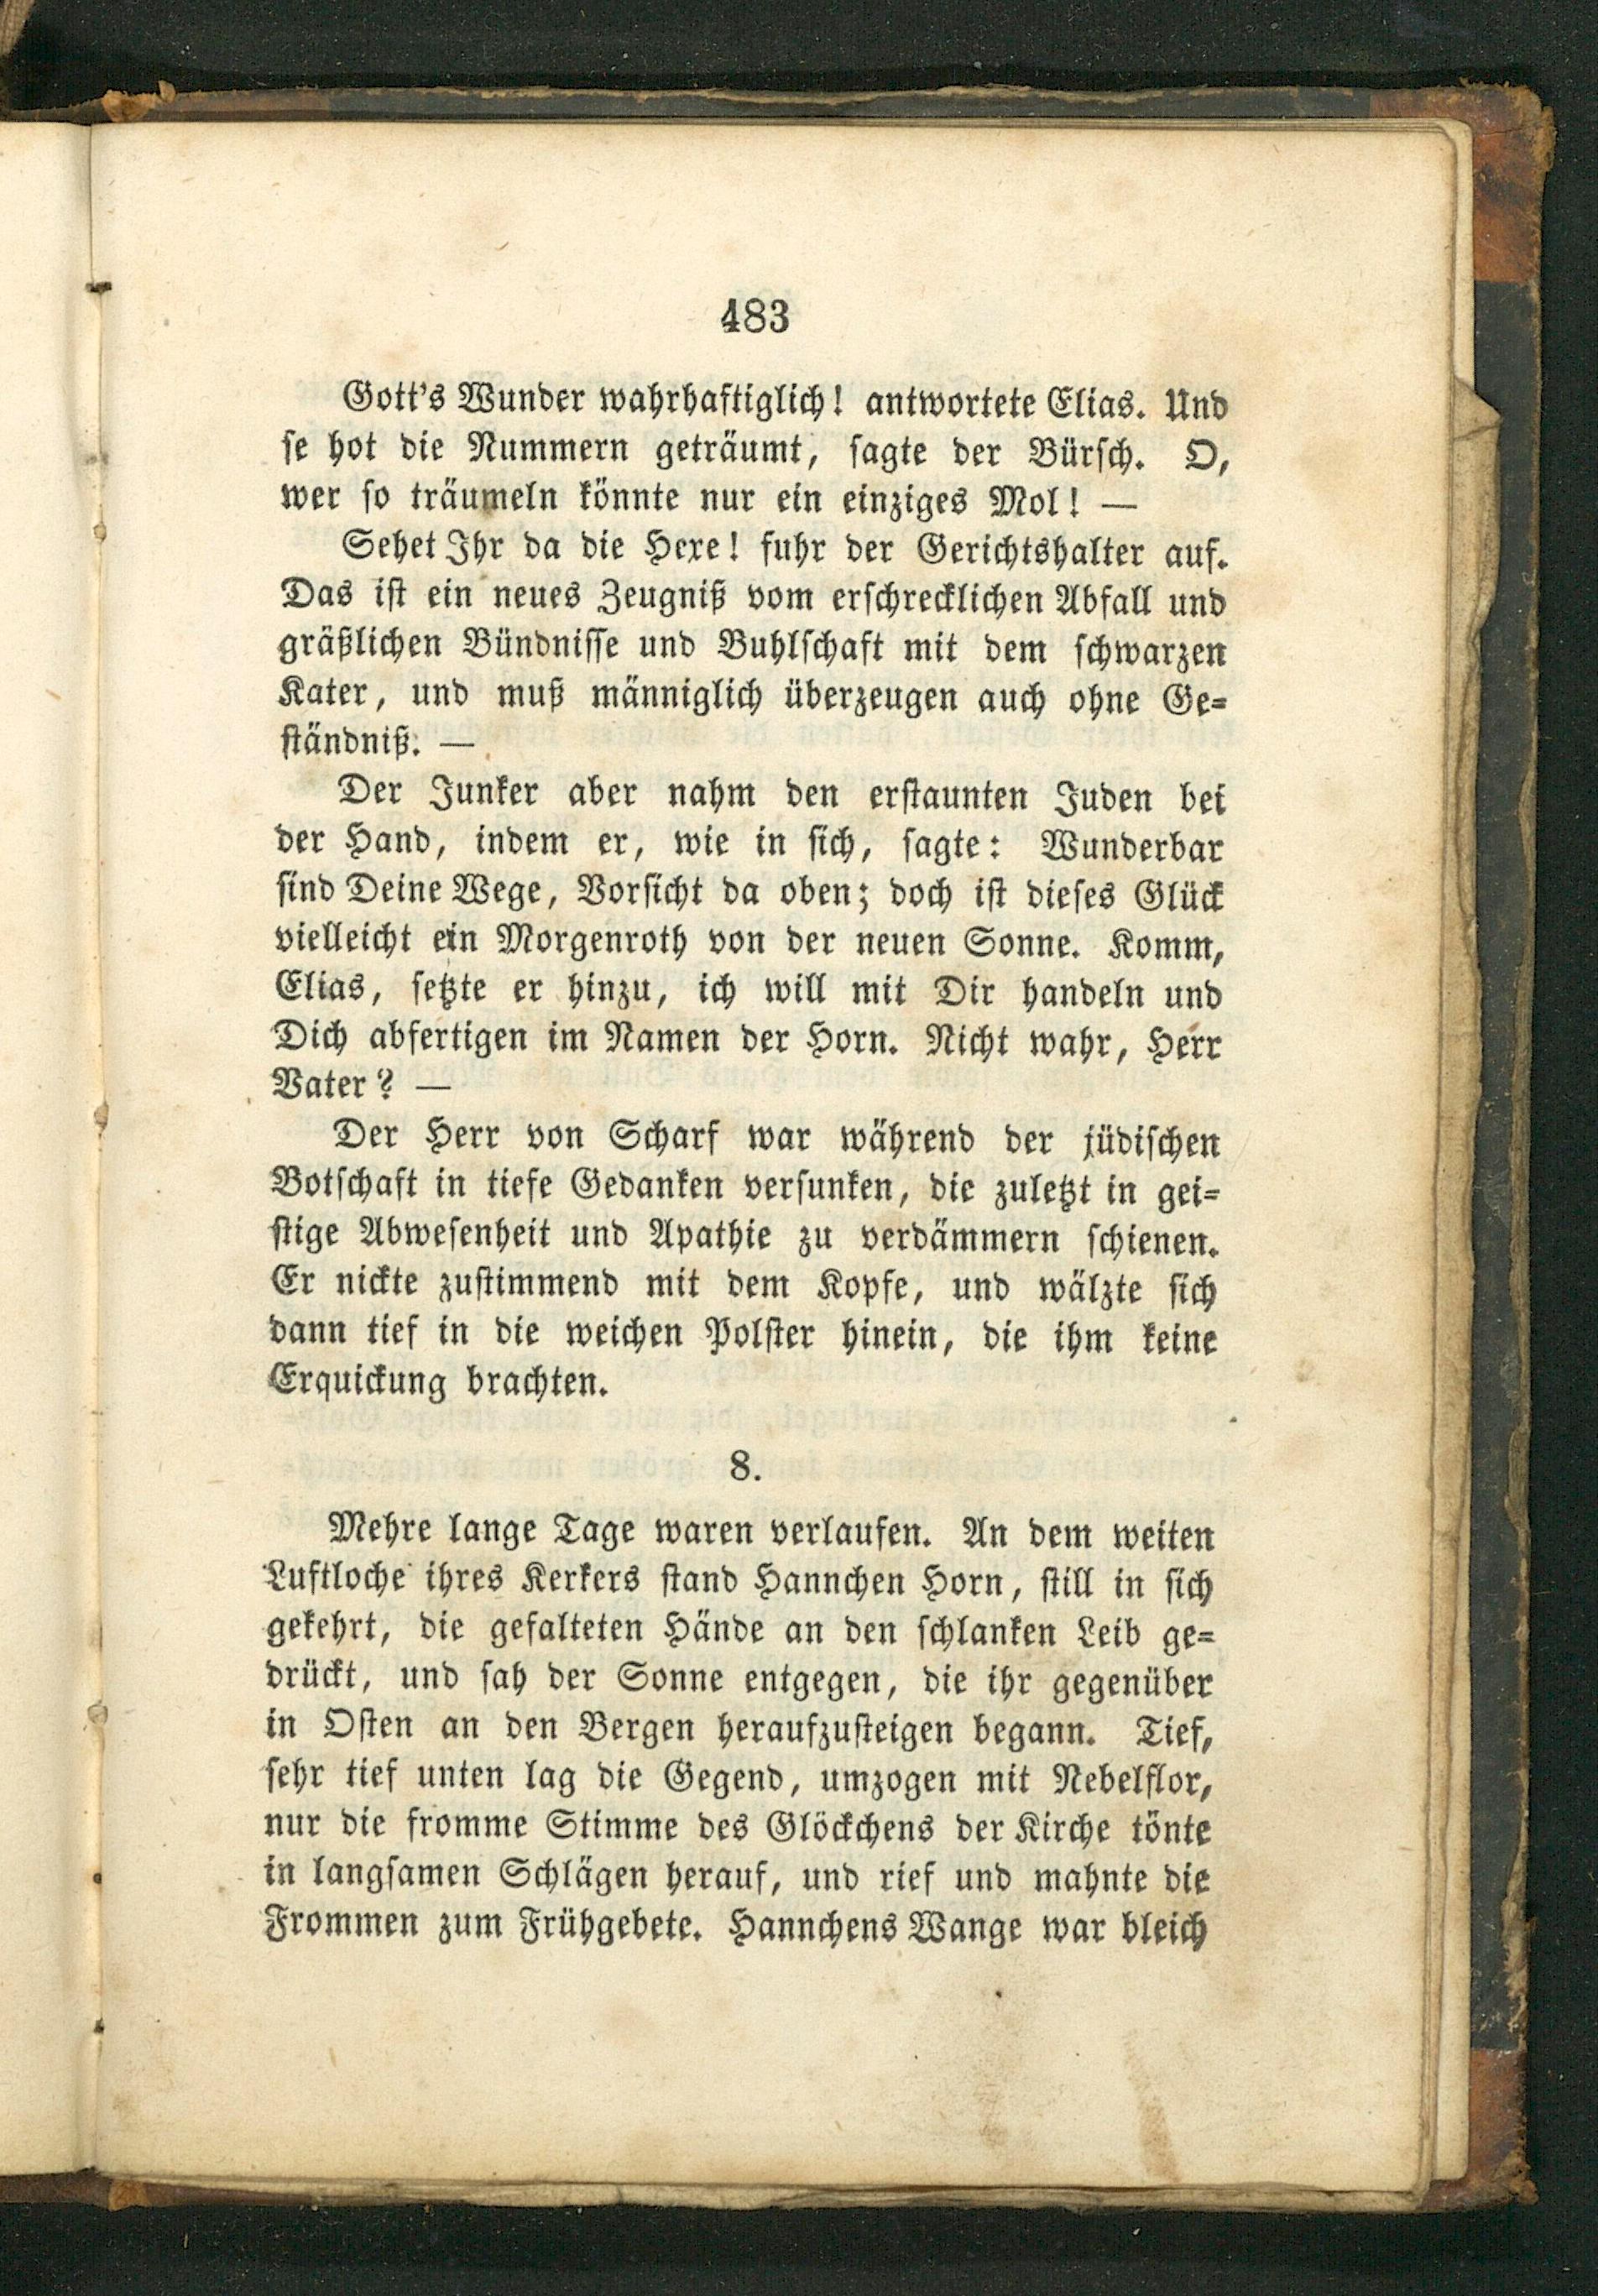 483
Gott's Wunder wahrhaftiglich! antwortete Elias. Und
se hot die Nummern geträumt, sagte der Bürsch. O,
wer so träumeln könnte nur ein einziges Mol! —
Sehet Ihr da die Hexe! fuhr der Gerichtshalter auf.
Das ist ein neues Zeugniß vom erschrecklichen Abfall und
gräßlichen Bündnisse und Buhlschaft mit dem schwarzen
Kater, und muß männiglich überzeugen auch ohne Ge-
ständniß. —
Der Junker aber nahm den erstaunten Juden bei
der Hand, indem er, wie in sich, sagte: Wunderbar
sind Deine Wege, Vorsicht da oben; doch ist dieses Glück
vielleicht ein Morgenroth von der neuen Sonne. Komm,
Elias, setzte er hinzu, ich will mit Dir handeln und
Dich abfertigen im Namen der Horn. Nicht wahr, Herr
Vater? —
Der Herr von Scharf war während der jüdischen
Botschaft in tiefe Gedanken versunken, die zuletzt in gei-
stige Abwesenheit und Apathie zu verdämmern schienen.
Er nickte zustimmend mit dem Kopfe, und wälzte sich
dann tief in die weichen Polster hinein, die ihm keine
Erquickung brachten.
8.
Mehre lange Tage waren verlaufen. An dem weiten
Luftloche ihres Kerkers stand Hannchen Horn, still in sich
gekehrt, die gefalteten Hände an den schlanken Leib ge-
drückt, und sah der Sonne entgegen, die ihr gegenüber
in Osten an den Bergen heraufzusteigen begann. Tief,
sehr tief unten lag die Gegend, umzogen mit Nebelflor,
nur die fromme Stimme des Glöckchens der Kirche tönte
in langsamen Schlägen herauf, und rief und mahnte die
Frommen zum Frühgebete. Hannchens Wange war bleich